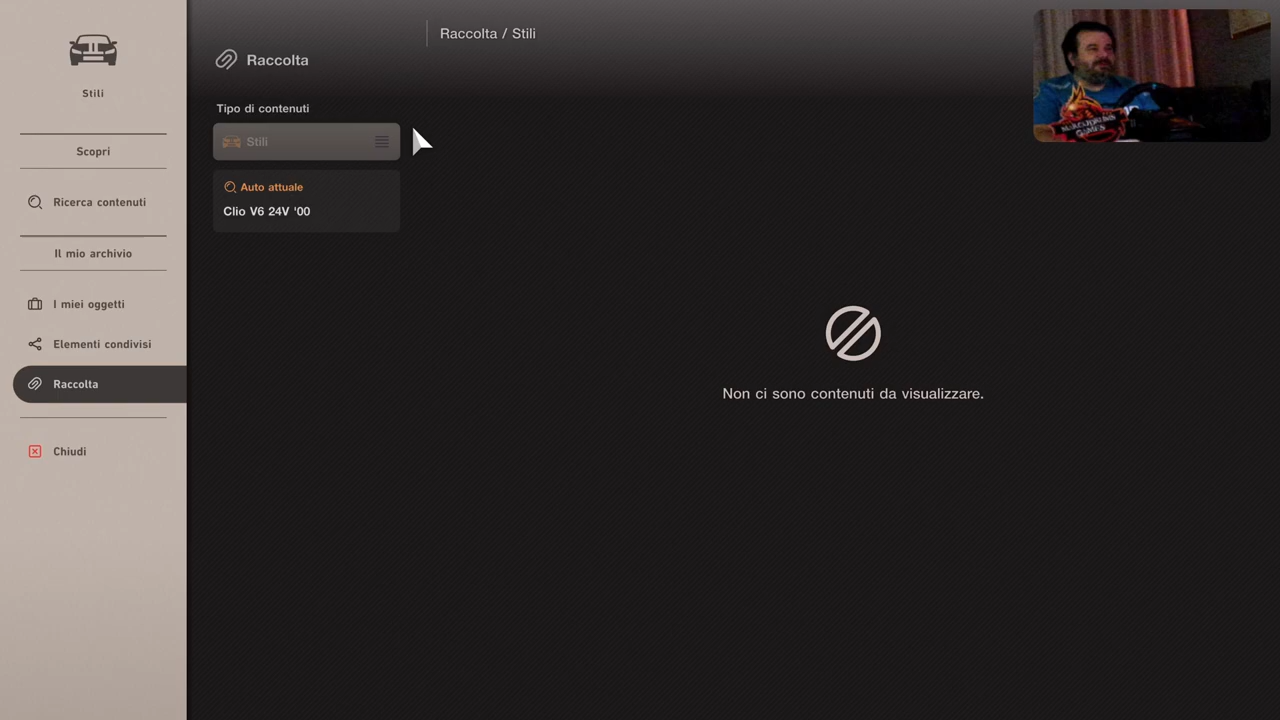 Stili
Scopri
Ricerca contenuti
Il mio archivio
I miei oggetti
Elementi condivisi
Raccolta
Chiudi
Raccolta
Tipo di contenuti
Stili
Auto attuale
Clio V6 24V '00
Raccolta / Stili
Non ci sono contenuti da visualizzare.